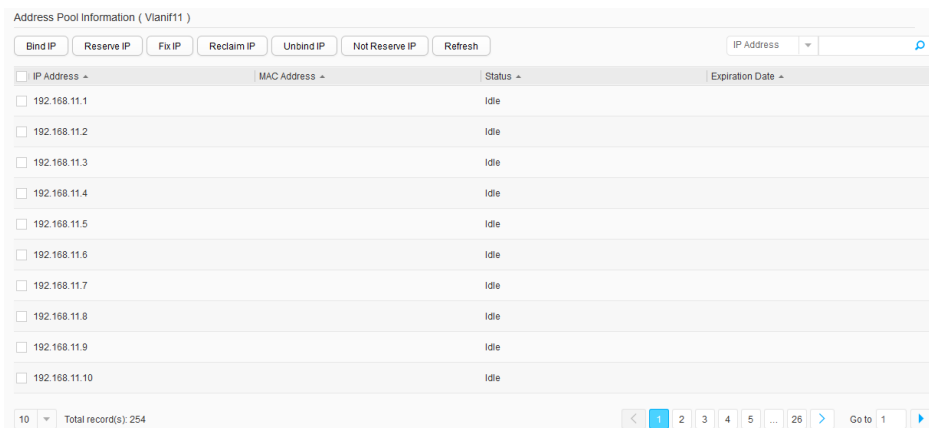 Address Pool Information ( Vlanif11 )
Bind IP Reserve IP Fix IP Reclaim IP Unbind IP Not Reserve IP Refresh IP Address
IP Address MAC Address Status Expiration Date
192.168.11.1 Idle
192.168.11.2 Idle
192.168.11.3 Idle
192.168.11.4 Idle
192.168.11.5 Idle
192.168.11.6 Idle
192.168.11.7 Idle
192.168.11.8 Idle
192.168.11.9 Idle
192.168.11.10 Idle
10 Total record(s): 254 < 1 2 3 4 5 ... 26 > Go to 1